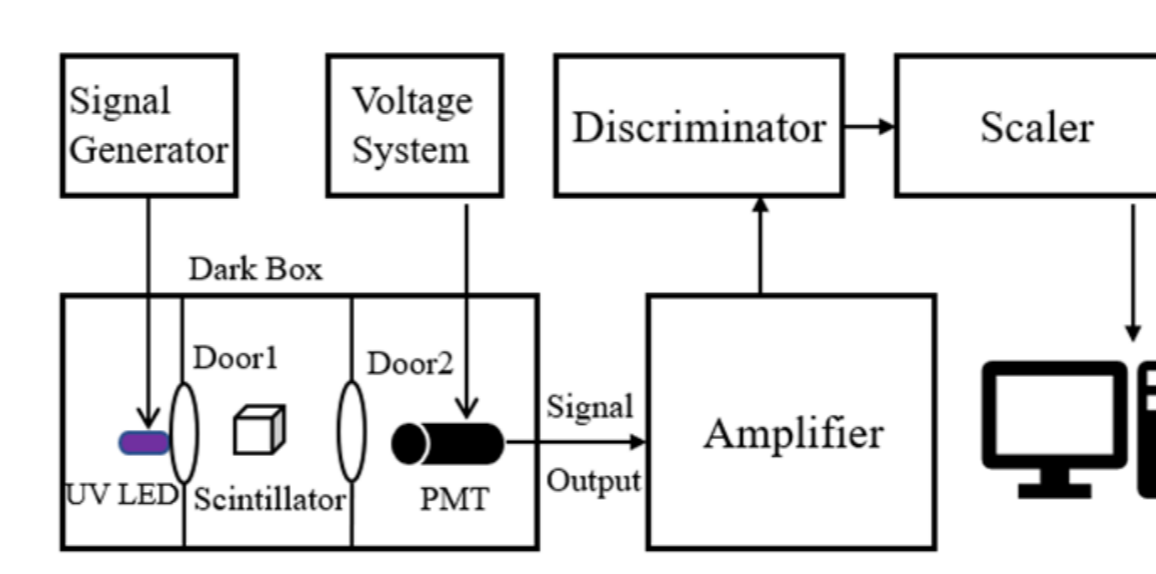 Signal
Generator
Voltage
System
Discriminator
Scaler
Dark Box
Door1
Door2
UV LED
Scintillator
PMT
Signal
Output
Amplifier